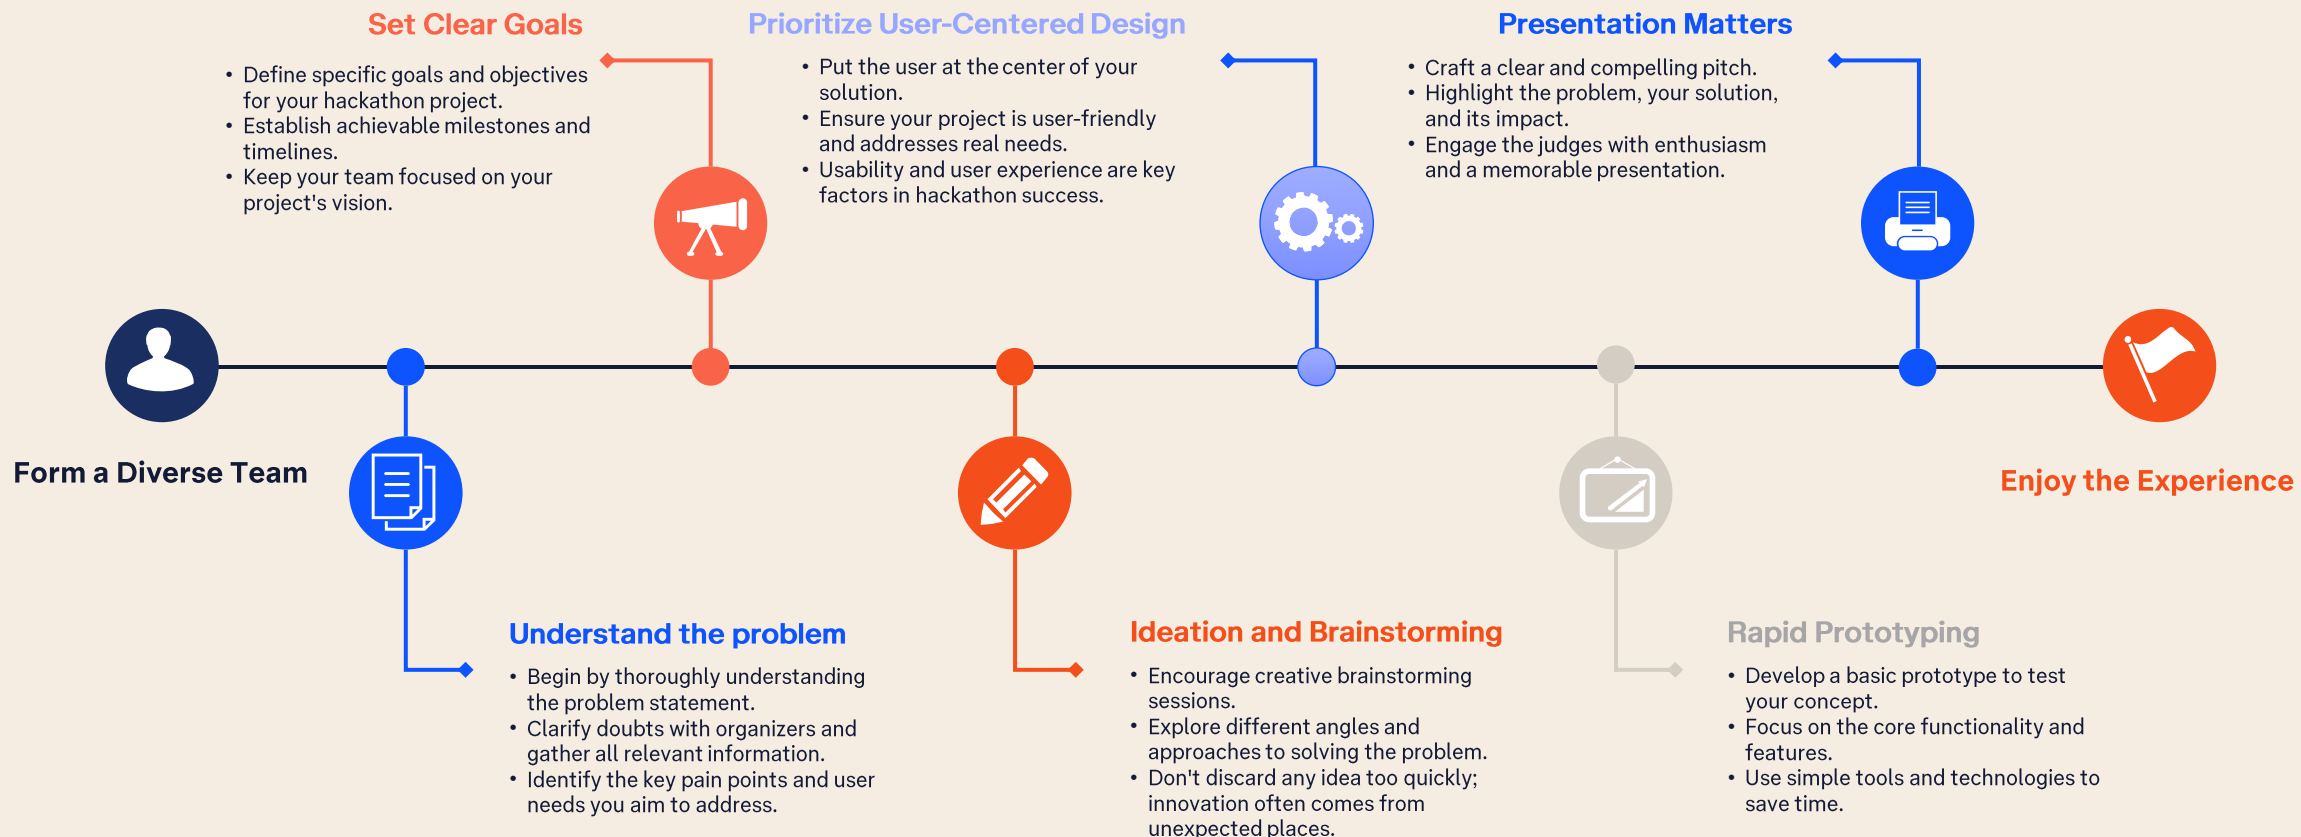 Set Clear Goals
• Define specific goals and objectives
for your hackathon project.
• Establish achievable milestones and
timelines.
• Keep your team focused on your
project's vision.
Prioritize User-Centered Design
• Put the user at the center of your
solution.
• Ensure your project is user-friendly
and addresses real needs.
• Usability and user experience are key
factors in hackathon success.
Presentation Matters
• Craft a clear and compelling pitch.
• Highlight the problem, your solution,
and its impact.
• Engage the judges with enthusiasm
and a memorable presentation.
Form a Diverse Team
Enjoy the Experience
Understand the problem
• Begin by thoroughly understanding
the problem statement.
• Clarify doubts with organizers and
gather all relevant information.
• Identify the key pain points and user
needs you aim to address.
Ideation and Brainstorming
• Encourage creative brainstorming
sessions.
• Explore different angles and
approaches to solving the problem.
• Don't discard any idea too quickly;
innovation often comes from
unexpected places.
Rapid Prototyping
• Develop a basic prototype to test
your concept.
• Focus on the core functionality and
features.
• Use simple tools and technologies to
save time.